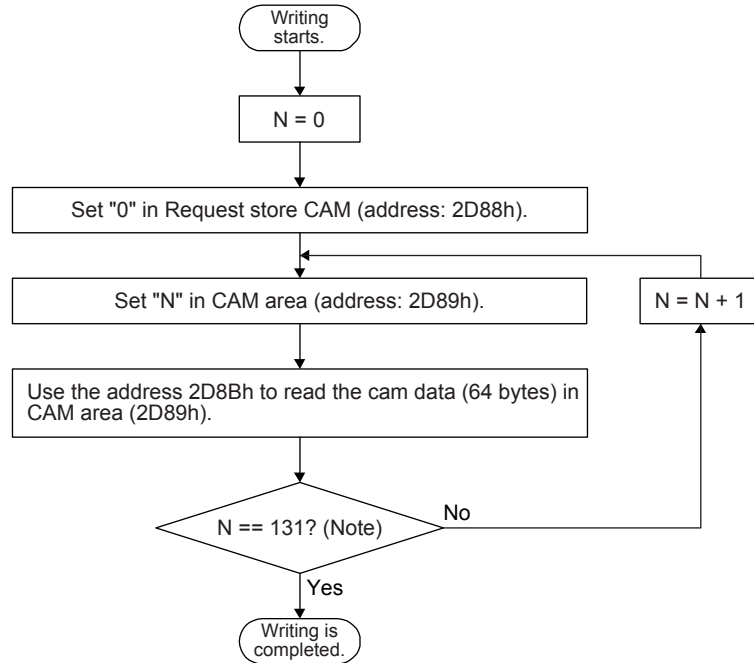 Writing
starts.
N = 0
Set "0" in Request store CAM (address: 2D88h).
Set "N" in CAM area (address: 2D89h).
N = N + 1
Use the address 2D8Bh to read the cam data (64 bytes) in
CAM area (2D89h).
N == 131? (Note)
No
Yes
Writing is
completed.